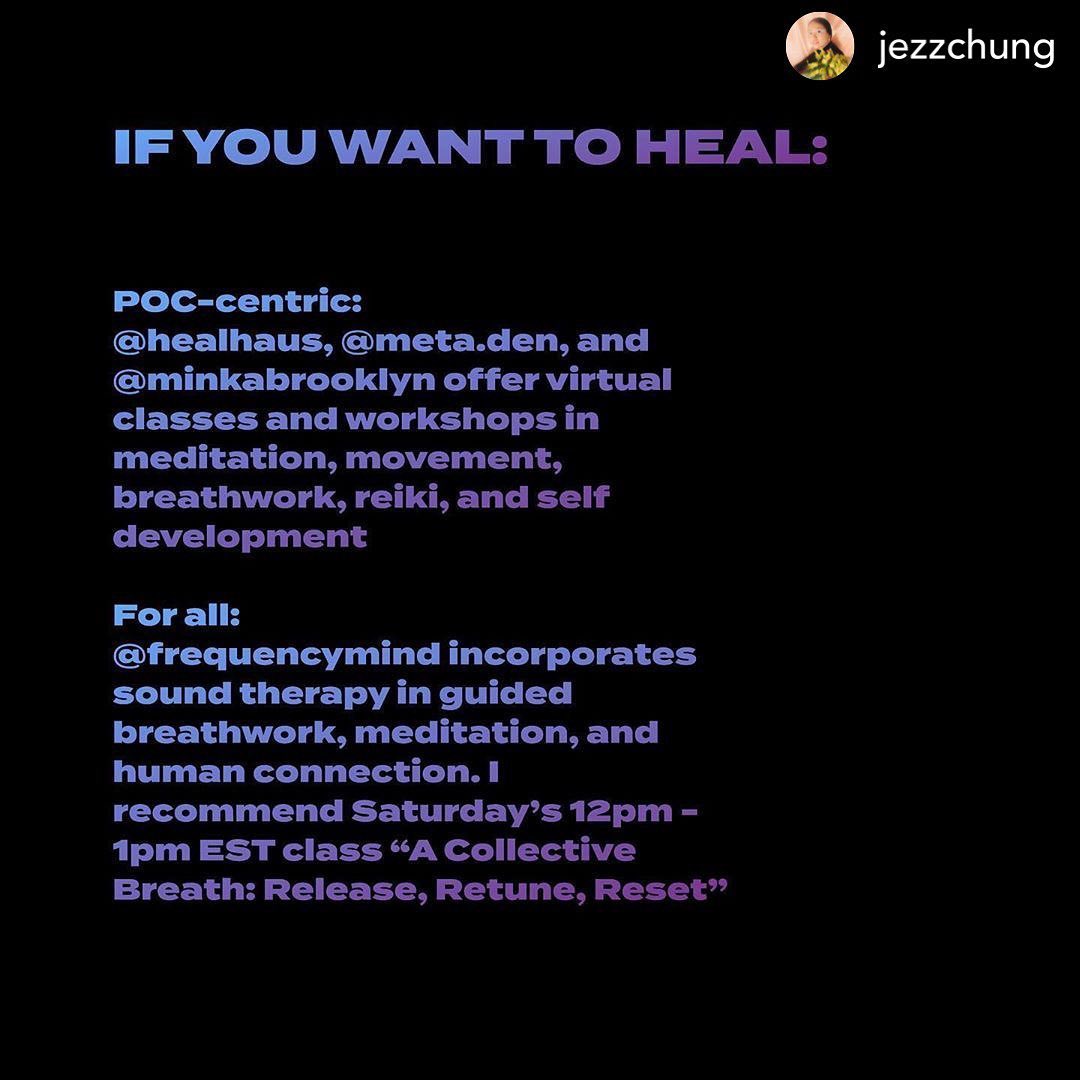 jezzchung
IF YOU WANT TO HEAL:
POC-centric:
@healhaus, @meta.den, and
@minkabrooklyn offer virtual
classes and workshops in
meditation, movement,
breathwork, reiki, and self
development
For all:
@frequencymind incorporates
sound therapy in guided
breathwork, meditation, and
human connection. I
recommend Saturday’s 12pm -
1pm EST class “A Collective
Breath: Release, Retune, Reset”